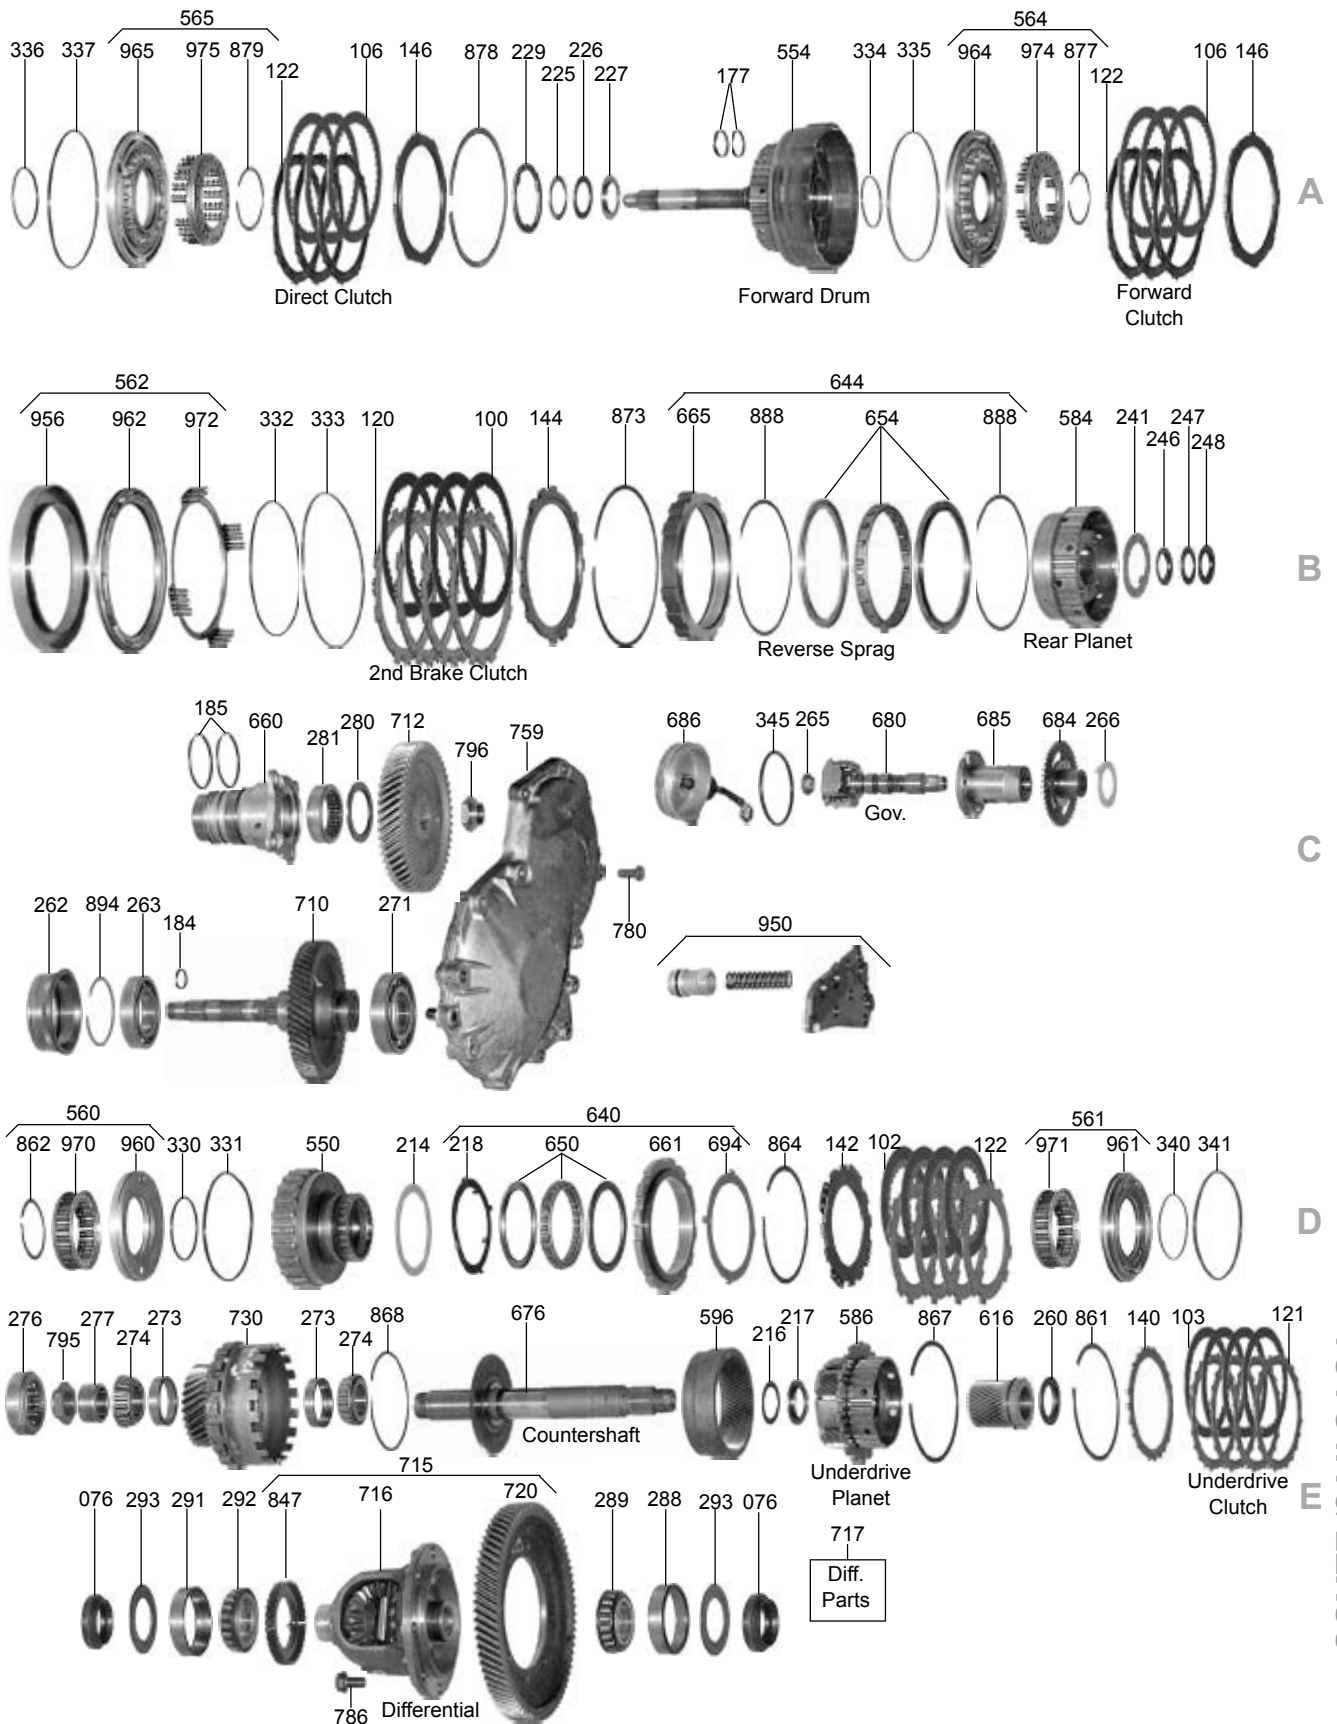 565
564
336 337 965 975 879 106 146 878 229 226 554 334 335 964 974 877 106 146
122 225 227 177 122
A
Direct Clutch
Forward Drum
Forward
Clutch
562
644
956 962 972 332 333 120 100 144 873 665 888 654 888 584 241 247
246 248
B
Reverse Sprag
Rear Planet
2nd Brake Clutch
185 660 280 712 759 686 345 265 680 685 684 266
281 796
Gov.
C
262 894 263 710 271
184
780
950
560
640
561
862 970 960 330 331 550 214 218 650 661 694 864 142 102 122 971 961 340 341
D
276 277 273 730 273 868 676 596 217 586 867 616 260 861 140 103 121
795 274 274 216
Countershaft
Underdrive
Planet
Underdrive
Clutch
E
715
076 293 291 292 847 716 720 289 288 293 076
717
Diff.
Parts
786
Differential